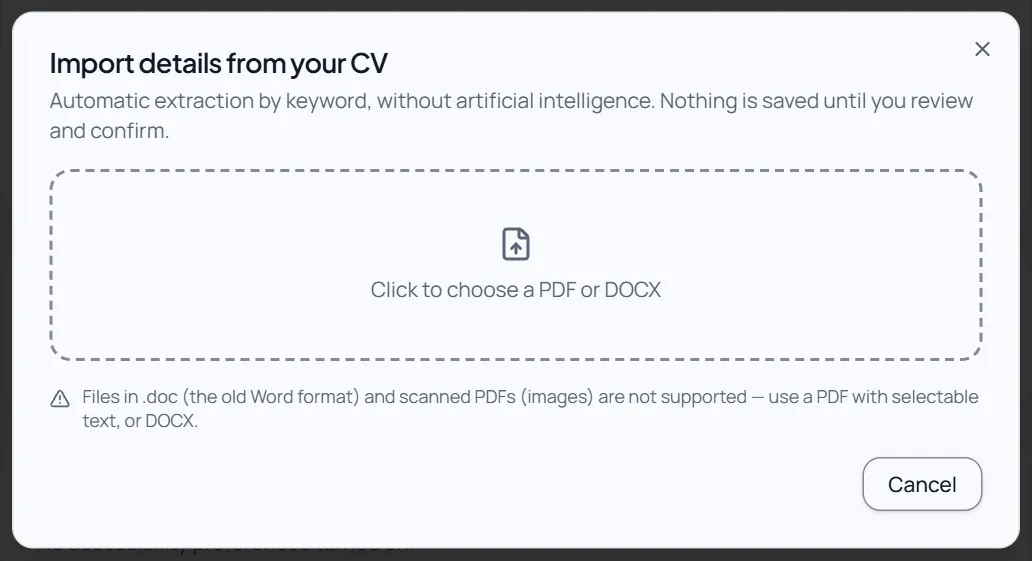 Import details from your CV
Automatic extraction by keyword, without artificial intelligence. Nothing is saved until you review
and confirm.
Click to choose a PDF or DOCX
Files in .doc (the old Word format) and scanned PDFs (images) are not supported — use a PDF with selectable
text, or DOCX.
Cancel